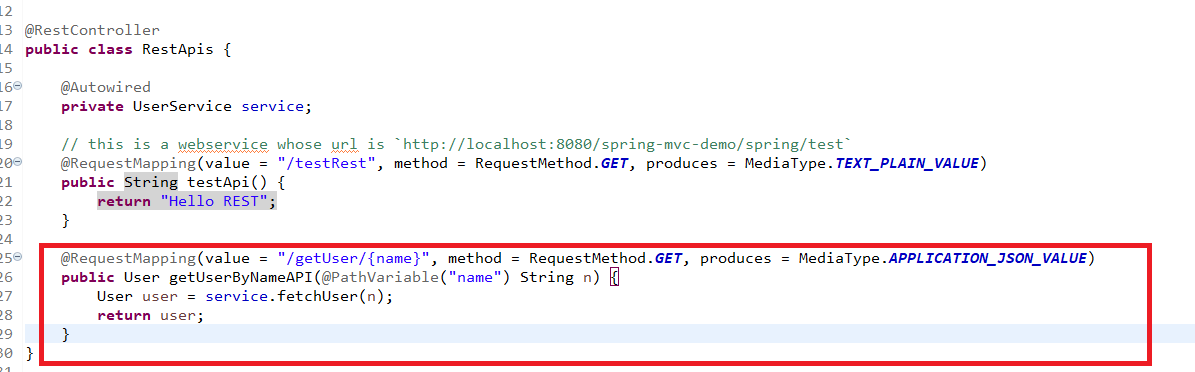 12
13 @RestController
14 public class RestApis {
15
16 @Autowired
17 private UserService service;
18
19 // this is a webservice whose url is `http://localhost:8080/spring-mvc-demo/spring/test`
20 @RequestMapping(value = "/testRest", method = RequestMethod.GET, produces = MediaType.TEXT_PLAIN_VALUE)
21 public String testApi() {
22 return "Hello REST";
23 }
24
25 @RequestMapping(value = "/getUser/{name}", method = RequestMethod.GET, produces = MediaType.APPLICATION_JSON_VALUE)
26 public User getUserByNameAPI(@PathVariable("name") String n) {
27 User user = service.fetchUser(n);
28 return user;
29 }
30 }
31